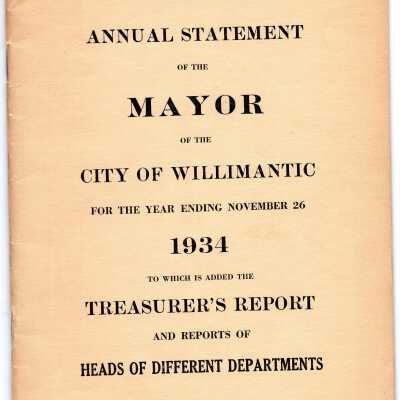 ANNUAL STATEMENT
OF THE
MAYOR
OF THE
CITY OF WILLIMANTIC
FOR THE YEAR ENDING NOVEMBER 26
1934
TO WHICH IS ADDED THE
TREASURER'S REPORT
AND REPORTS OF
HEADS OF DIFFERENT DEPARTMENTS